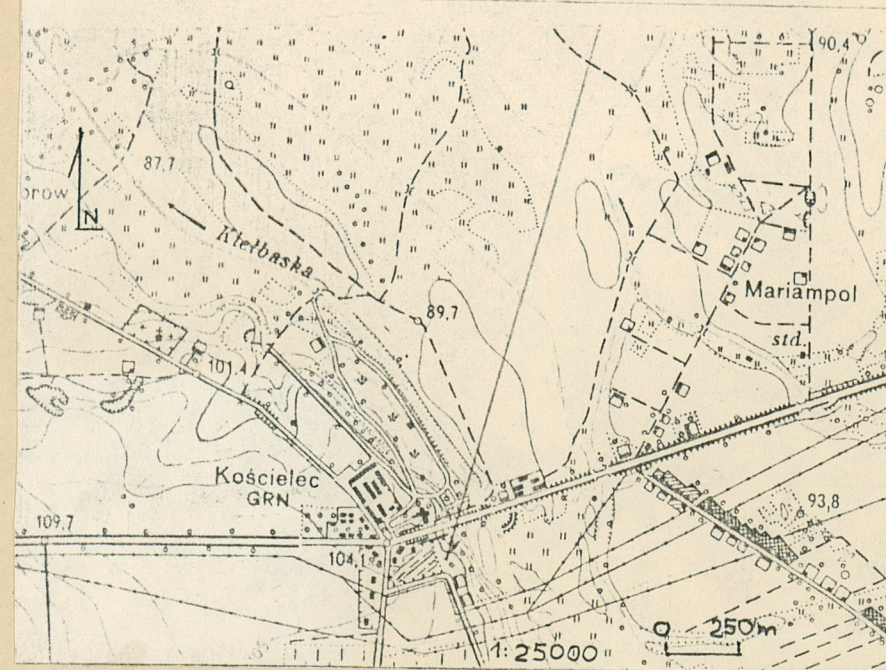 90,4
87,7
orów
N
Kiełbaska
89,7
Mariampol
std.
101,4
Kościelec
GRN
109,7
104,1
93,8
0 250m
1:25000